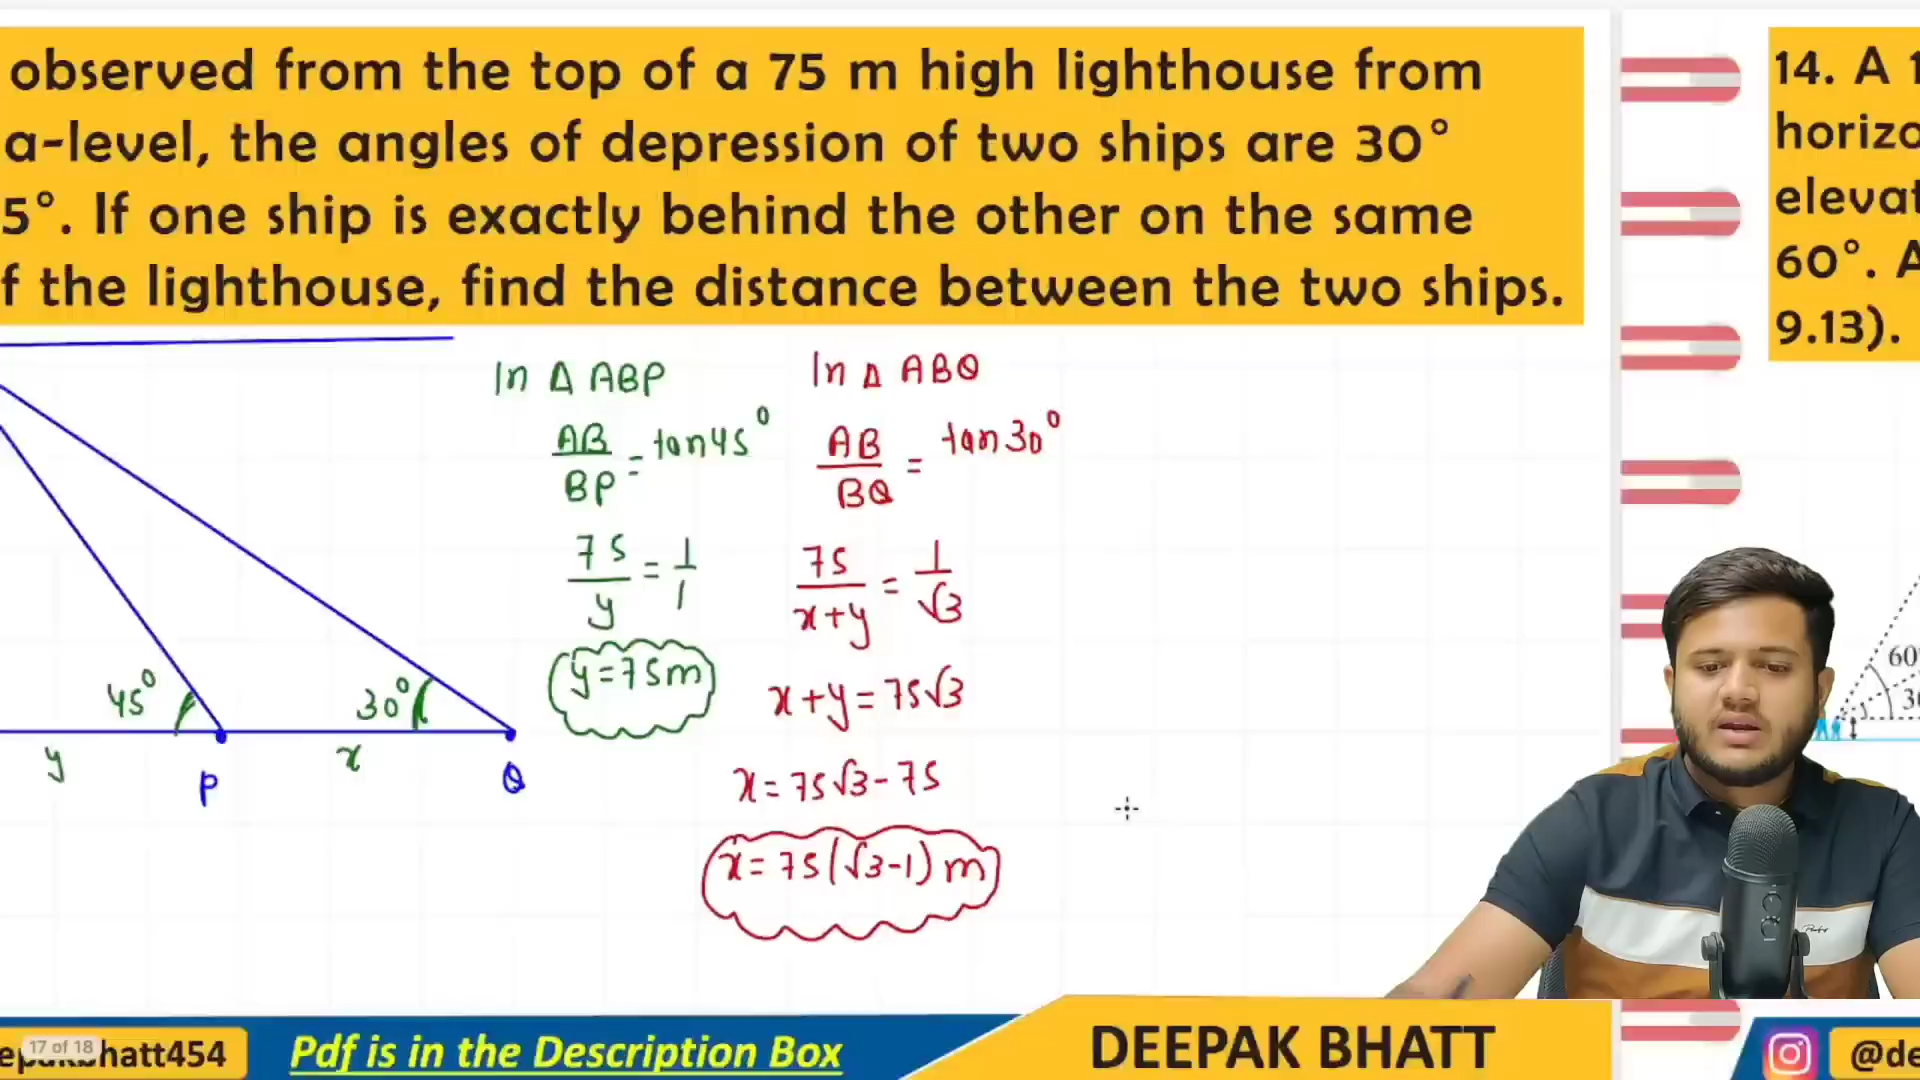 observed from the top of a 75 m high lighthouse from
a-level, the angles of depression of two ships are 30°
5°. If one ship is exactly behind the other on the same
f the lighthouse, find the distance between the two ships.
In Δ ABP
AB/BP = tan45°
75/y = 1/1
y=75m
In Δ ABQ
AB/BQ = tan30°
75/x+y = 1/√3
x+y=75√3
x=75√3-75
x=75(√3-1) m
45°
30°
y
x
P
Q
14. A 1
horizo
elevat
60°. A
9.13).
60
30
17 of 18
hatt454
Pdf is in the Description Box
DEEPAK BHATT
@de